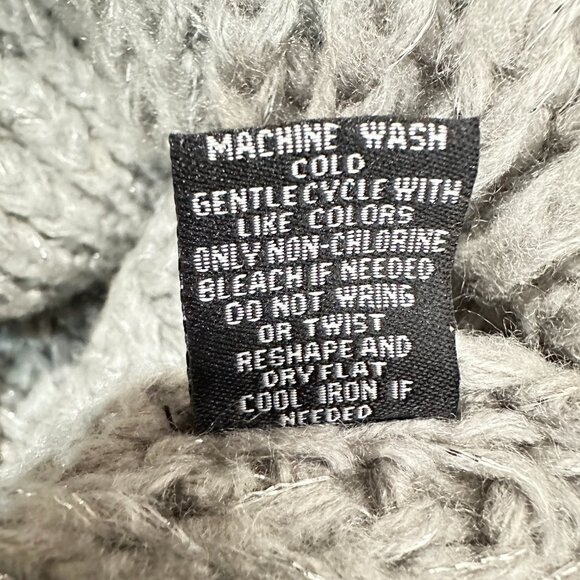 MACHINE WASH
COLD
GENTLE CYCLE WITH
LIKE COLORS
ONLY NON-CHLORINE
BLEACH IF NEEDED
DO NOT WRING
OR TWIST
RESHAPE AND
DRY FLAT
COOL IRON IF
NEEDED